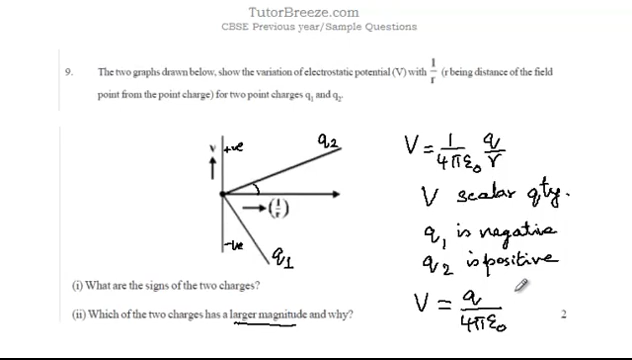 TutorBreeze.com
CBSE Previous year/Sample Questions
9. The two graphs drawn below, show the variation of electrostatic potential (V) with 1/r (r being distance of the field
point from the point charge) for two point charges q₁ and q₂.
V +ve
q2
→(1/r)
-ve
q1
V = 1/4πε₀ q/r
V scalar qty.
q₁ is negative
q₂ is positive
V = q/4πε₀
(i) What are the signs of the two charges?
(ii) Which of the two charges has a larger magnitude and why?
2